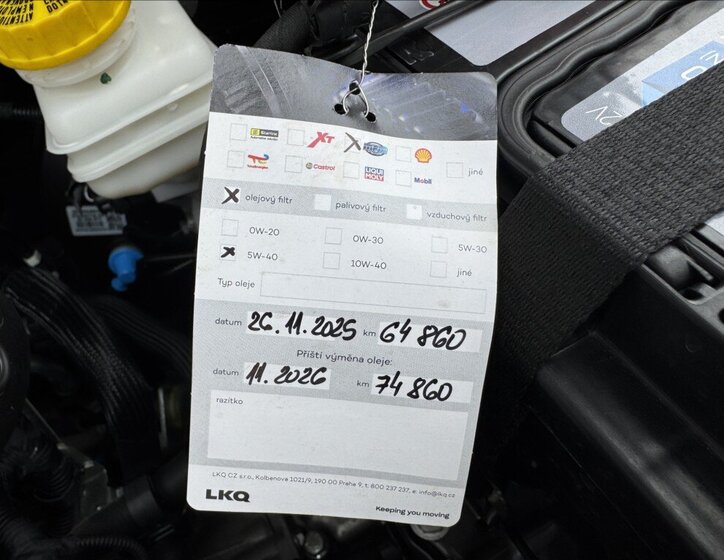 XT
Castrol
LIQUI MOLY
Mobil
jiné
X olejový filtr
palivový filtr
vzduchový filtr
0W-20
0W-30
5W-30
X 5W-40
10W-40
jiné
Typ oleje
datum 26.11.2025 km 64 860
Příští výměna oleje:
datum 11.2026 km 74 860
razítko
LKQ CZ s.r.o., Kolbenova 1021/9, 190 00 Praha 9, t: 800 237 237, e: info@lkq.cz
LKQ
Keeping you moving